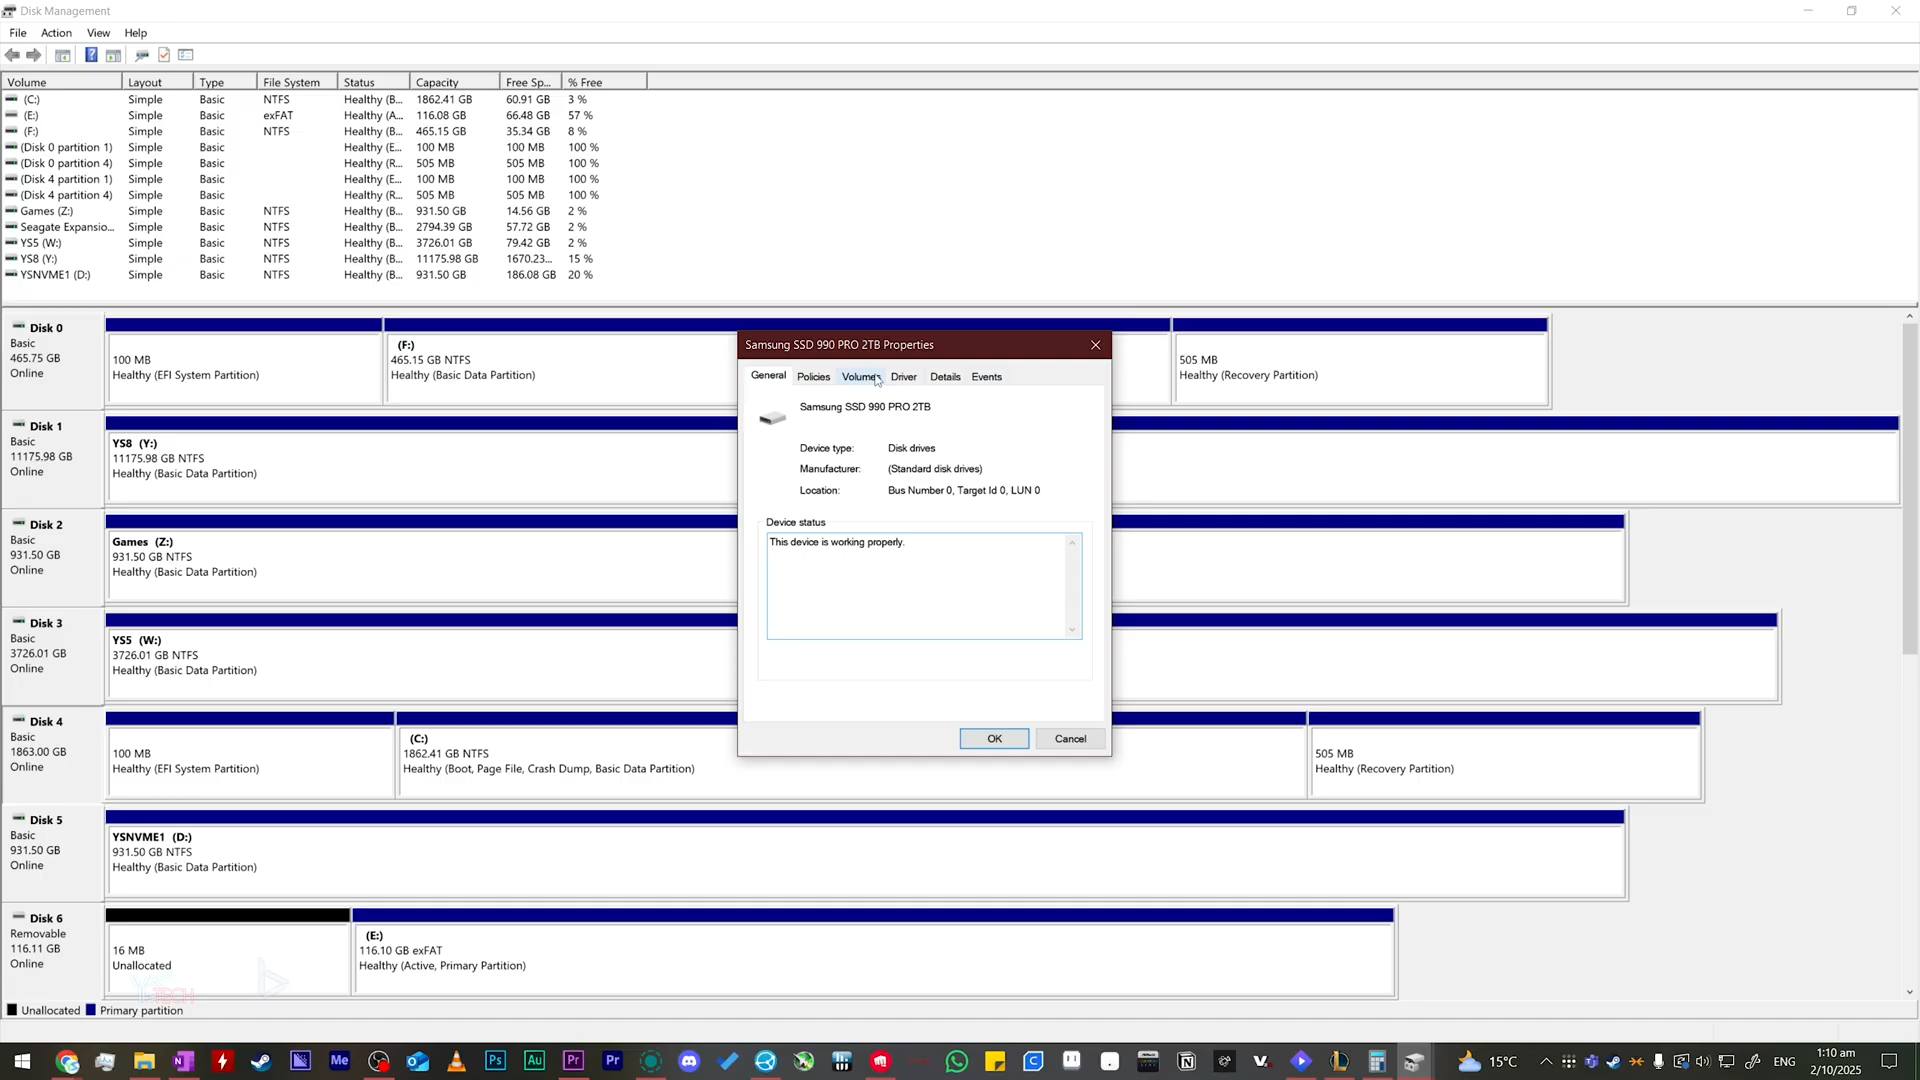 Disk Management
File Action View Help
Volume Layout Type File System Status Capacity Free Sp... % Free
(C:) Simple Basic NTFS Healthy (B... 1862.41 GB 60.91 GB 3 %
(E:) Simple Basic exFAT Healthy (A... 116.08 GB 66.48 GB 57 %
(F:) Simple Basic NTFS Healthy (B... 465.15 GB 35.34 GB 8 %
(Disk 0 partition 1) Simple Basic Healthy (E... 100 MB 100 MB 100 %
(Disk 0 partition 4) Simple Basic Healthy (R... 505 MB 505 MB 100 %
(Disk 4 partition 1) Simple Basic Healthy (E... 100 MB 100 MB 100 %
(Disk 4 partition 4) Simple Basic Healthy (R... 505 MB 505 MB 100 %
Games (Z:) Simple Basic NTFS Healthy (B... 931.50 GB 14.56 GB 2 %
Seagate Expansio... Simple Basic NTFS Healthy (B... 2794.39 GB 57.72 GB 2 %
YS5 (W:) Simple Basic NTFS Healthy (B... 3726.01 GB 79.42 GB 2 %
YS8 (Y:) Simple Basic NTFS Healthy (B... 11175.98 GB 1670.23... 15 %
YSNVME1 (D:) Simple Basic NTFS Healthy (B... 931.50 GB 186.08 GB 20 %
Disk 0
Basic
465.75 GB
Online
100 MB
Healthy (EFI System Partition)
(F:)
465.15 GB NTFS
Healthy (Basic Data Partition)
505 MB
Healthy (Recovery Partition)
Disk 1
Basic
11175.98 GB
Online
YS8 (Y:)
11175.98 GB NTFS
Healthy (Basic Data Partition)
Disk 2
Basic
931.50 GB
Online
Games (Z:)
931.50 GB NTFS
Healthy (Basic Data Partition)
Disk 3
Basic
3726.01 GB
Online
YS5 (W:)
3726.01 GB NTFS
Healthy (Basic Data Partition)
Disk 4
Basic
1863.00 GB
Online
100 MB
Healthy (EFI System Partition)
(C:)
1862.41 GB NTFS
Healthy (Boot, Page File, Crash Dump, Basic Data Partition)
505 MB
Healthy (Recovery Partition)
Disk 5
Basic
931.50 GB
Online
YSNVME1 (D:)
931.50 GB NTFS
Healthy (Basic Data Partition)
Disk 6
Removable
116.11 GB
Online
16 MB
Unallocated
(E:)
116.10 GB exFAT
Healthy (Active, Primary Partition)
Unallocated Primary partition
Samsung SSD 990 PRO 2TB Properties
General Policies Volumes Driver Details Events
Samsung SSD 990 PRO 2TB
Device type: Disk drives
Manufacturer: (Standard disk drives)
Location: Bus Number 0, Target Id 0, LUN 0
Device status
This device is working properly.
OK Cancel
Me Ps Au Pr Pr
15°C
ENG
1:10 am
2/10/2025